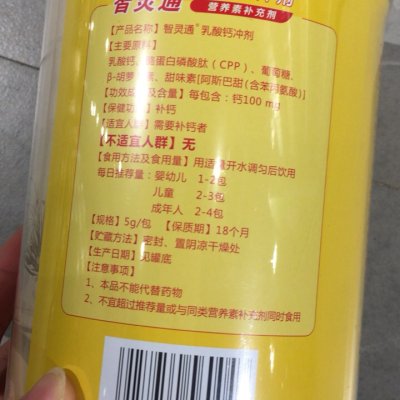 智灵通
营养素补充剂
【产品名称】智灵通®乳酸钙冲剂
【主要原料】
乳酸钙、蛋白磷酸肽（CPP）、葡萄糖、
β-胡萝素、甜味素[阿斯巴甜(含苯丙氨酸)]
【功效成及含量】每包含：钙100 mg
【保健功】补钙
【适宜人群】需要补钙者
【不适宜人群】无
【食用方法及食用量】用适量开水调匀后饮用
每日推荐量：婴幼儿 1-2包
儿童 2-3包
成年人 2-4包
【规格】5g/包 【保质期】18个月
【贮藏方法】密封、置阴凉干燥处
【生产日期】见罐底
【注意事项】
1、本品不能代替药物
2、不宜超过推荐量或与同类营养素补充剂同时食用